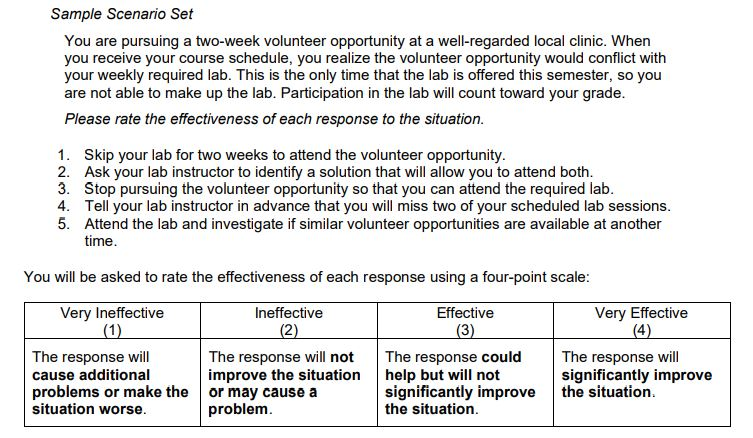 Sample Scenario Set
You are pursuing a two-week volunteer opportunity at a well-regarded local clinic. When
you receive your course schedule, you realize the volunteer opportunity would conflict with
your weekly required lab. This is the only time that the lab is offered this semester, so you
are not able to make up the lab. Participation in the lab will count toward your grade.
Please rate the effectiveness of each response to the situation.
1. Skip your lab for two weeks to attend the volunteer opportunity.
2. Ask your lab instructor to identify a solution that will allow you to attend both.
3. Stop pursuing the volunteer opportunity so that you can attend the required lab.
4. Tell your lab instructor in advance that you will miss two of your scheduled lab sessions.
5. Attend the lab and investigate if similar volunteer opportunities are available at another
time.
You will be asked to rate the effectiveness of each response using a four-point scale:
Very Ineffective
(1)
Ineffective
(2)
Effective
(3)
Very Effective
(4)
The response will
cause additional
problems or make the
situation worse.
The response will not
improve the situation
or may cause a
problem.
The response could
help but will not
significantly improve
the situation.
The response will
significantly improve
the situation.